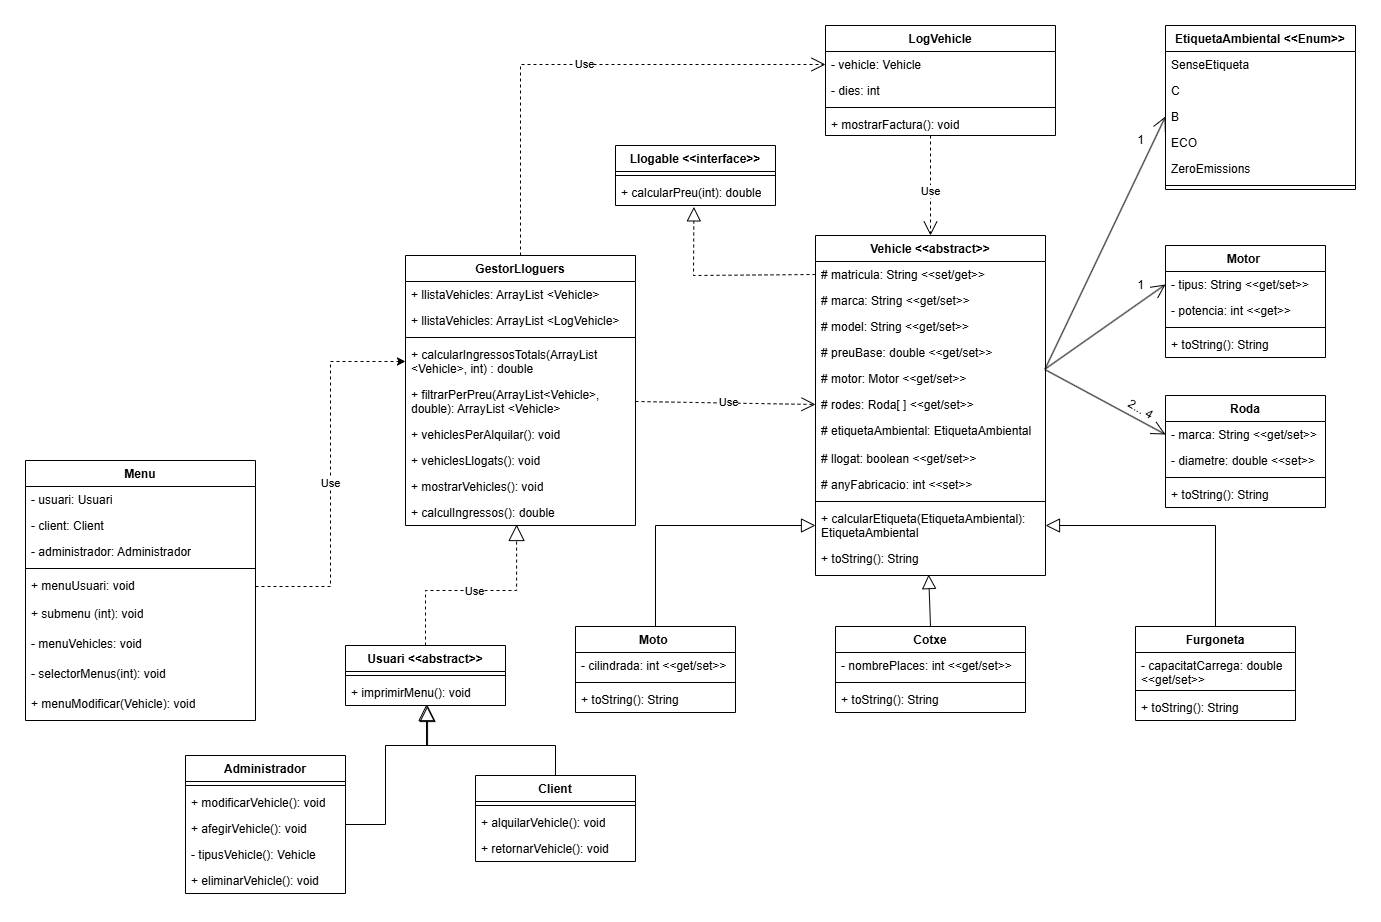 LogVehicle
- vehicle: Vehicle
- dies: int
+ mostrarFactura(): void
EtiquetaAmbiental <<Enum>>
SenseEtiqueta
C
B
ECO
ZeroEmissions
Use
Llogable <<interface>>
+ calcularPreu(int): double
Use
1
Vehicle <<abstract>>
# matricula: String <<set/get>>
# marca: String <<get/set>>
# model: String <<get/set>>
# preuBase: double <<get/set>>
# motor: Motor <<get/set>>
# rodes: Roda[ ] <<get/set>>
# etiquetaAmbiental: EtiquetaAmbiental
# llogat: boolean <<get/set>>
# anyFabricacio: int <<set>>
+ calcularEtiqueta(EtiquetaAmbiental):
EtiquetaAmbiental
+ toString(): String
Motor
- tipus: String <<get/set>>
- potencia: int <<get>>
+ toString(): String
1
Roda
- marca: String <<get/set>>
- diametre: double <<set>>
+ toString(): String
2... 4
GestorLloguers
+ llistaVehicles: ArrayList <Vehicle>
+ llistaVehicles: ArrayList <LogVehicle>
+ calcularIngressosTotals(ArrayList
<Vehicle>, int) : double
+ filtrarPerPreu(ArrayList<Vehicle>,
double): ArrayList <Vehicle>
+ vehiclesPerAlquilar(): void
+ vehiclesLlogats(): void
+ mostrarVehicles(): void
+ calculIngressos(): double
Use
Use
Menu
- usuari: Usuari
- client: Client
- administrador: Administrador
+ menuUsuari: void
+ submenu (int): void
- menuVehicles: void
- selectorMenus(int): void
+ menuModificar(Vehicle): void
Use
Usuari <<abstract>>
+ imprimirMenu(): void
Moto
- cilindrada: int <<get/set>>
+ toString(): String
Cotxe
- nombrePlaces: int <<get/set>>
+ toString(): String
Furgoneta
- capacitatCarrega: double
<<get/set>>
+ toString(): String
Administrador
+ modificarVehicle(): void
+ afegirVehicle(): void
- tipusVehicle(): Vehicle
+ eliminarVehicle(): void
Client
+ alquilarVehicle(): void
+ retornarVehicle(): void